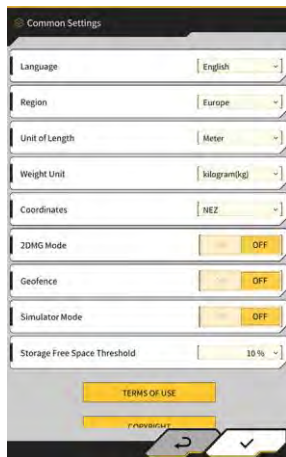 Common Settings
Language English
Region Europe
Unit of Length Meter
Weight Unit kilogram(kg)
Coordinates NEZ
2DMG Mode OFF
Geofence OFF
Simulator Mode OFF
Storage Free Space Threshold 10 %
TERMS OF USE
COPYRIGHT